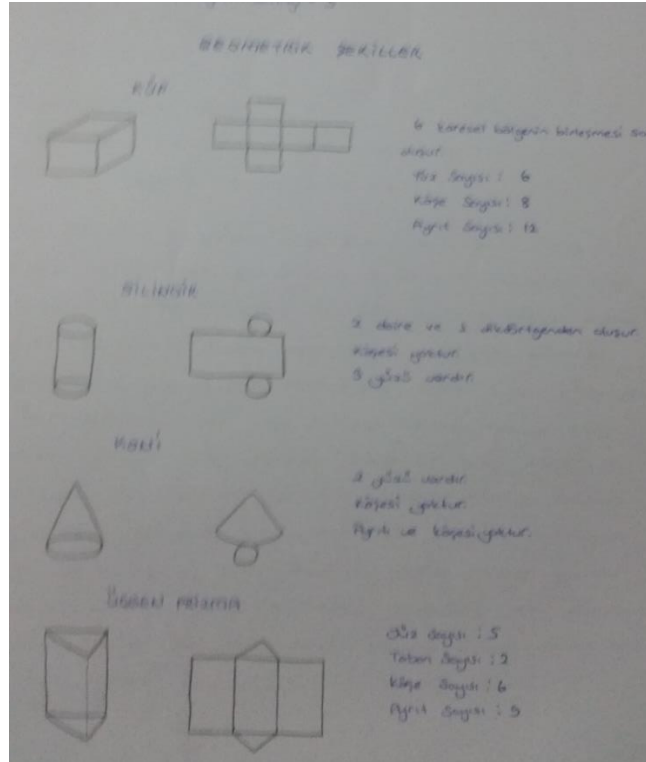 GEOMETRİK ŞEKİLLER
KÜP
6 karesel bölgenin birleşmesi
oluşur.
Yüz Sayısı : 6
Köşe Sayısı : 8
Ayrıt Sayısı : 12
SİLİNDİR
2 daire ve 1 dikdörtgenden oluşur.
Köşesi yoktur.
3 yüzü vardır.
KONİ
2 yüzü vardır.
Köşesi yoktur.
Ayrıtı ve köşesi yoktur.
ÜÇGEN PRİZMA
Yüz Sayısı : 5
Taban Sayısı : 2
Köşe Sayısı : 6
Ayrıt Sayısı : 9